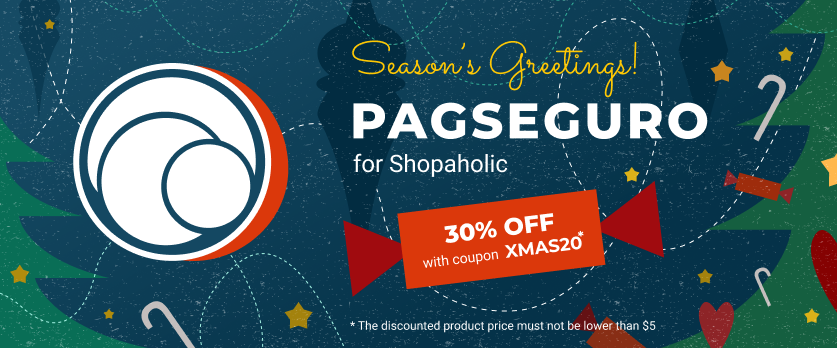 Season's Greetings!
PAGSEGURO
for Shopaholic
30% OFF
with coupon XMAS20*
* The discounted product price must not be lower than $5